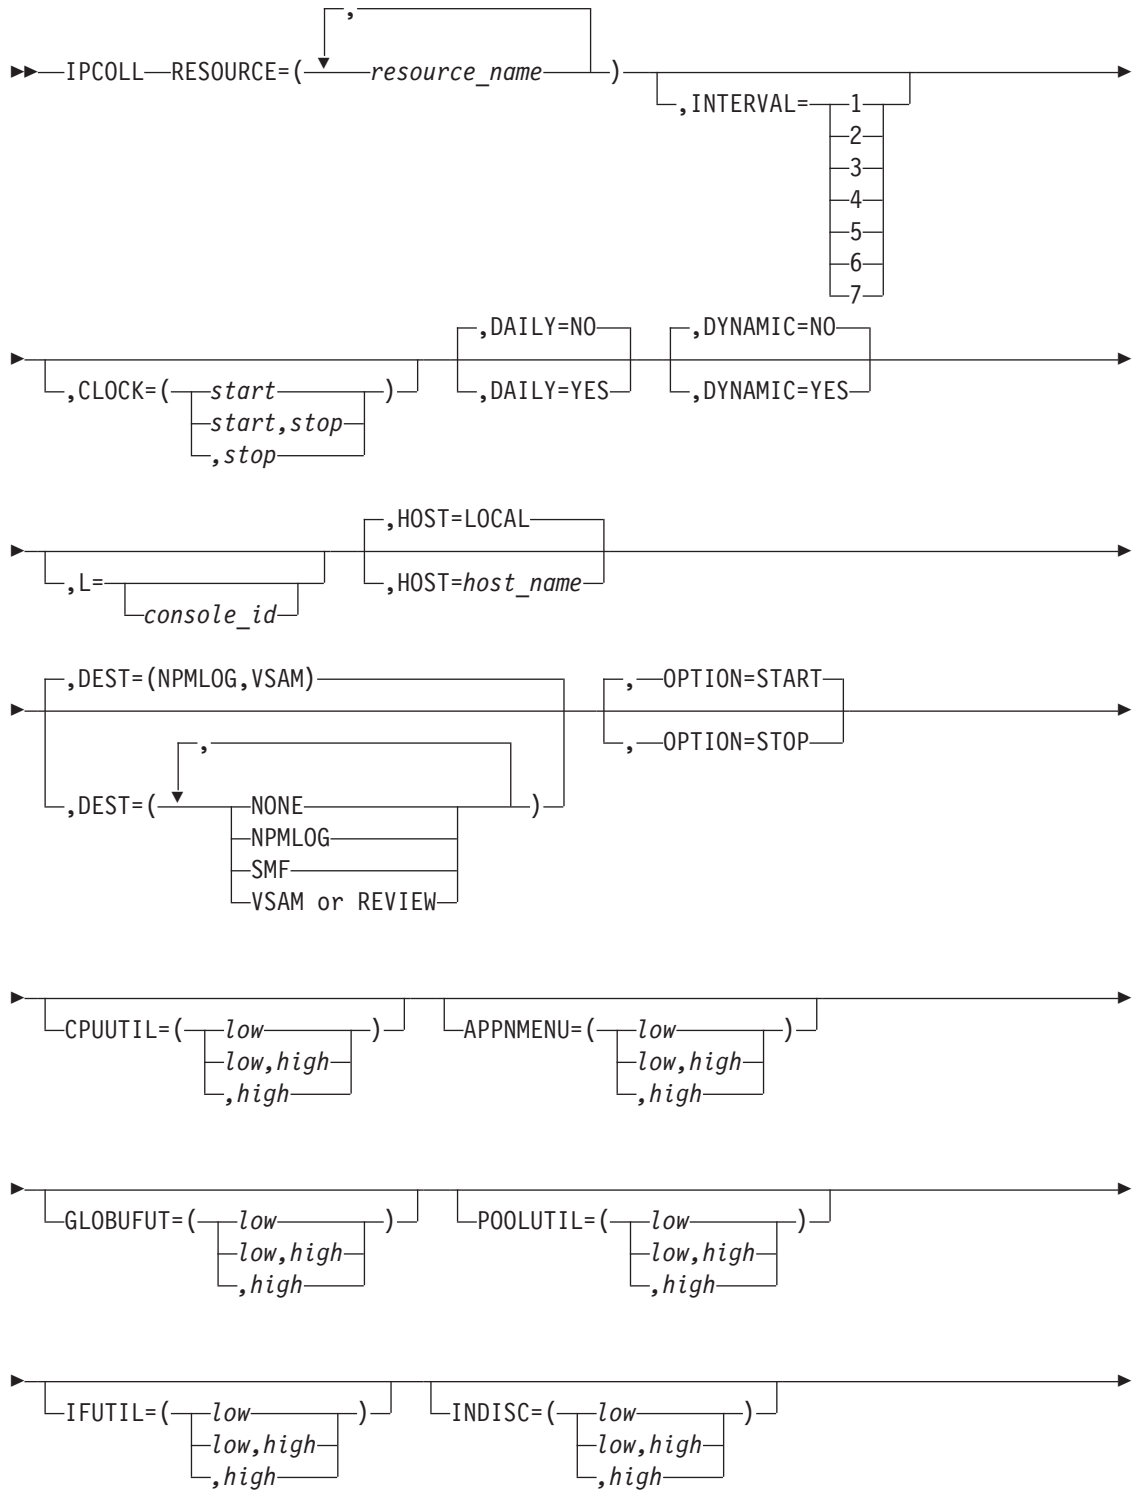 ,
IPCOLL RESOURCE=( resource_name )
,INTERVAL= 1
2
3
4
5
6
7
,DAILY=NO ,DYNAMIC=NO
,CLOCK=( start ) ,DAILY=YES ,DYNAMIC=YES
start,stop
,stop
,HOST=LOCAL
,L= ,HOST=host_name
console_id
,DEST=(NPMLOG,VSAM) , OPTION=START
, OPTION=STOP
,
,DEST=( NONE )
NPMLOG
SMF
VSAM or REVIEW
CPUUTIL=( low ) APPNMENU=( low )
low,high low,high
,high ,high
GLOBUFUT=( low ) POOLUTIL=( low )
low,high low,high
,high ,high
IFUTIL=( low ) INDISC=( low )
low,high low,high
,high ,high